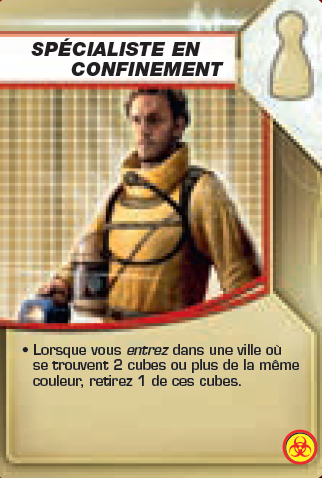 SPÉCIALISTE EN
CONFINEMENT
• Lorsque vous entrez dans une ville où
se trouvent 2 cubes ou plus de la même
couleur, retirez 1 de ces cubes.